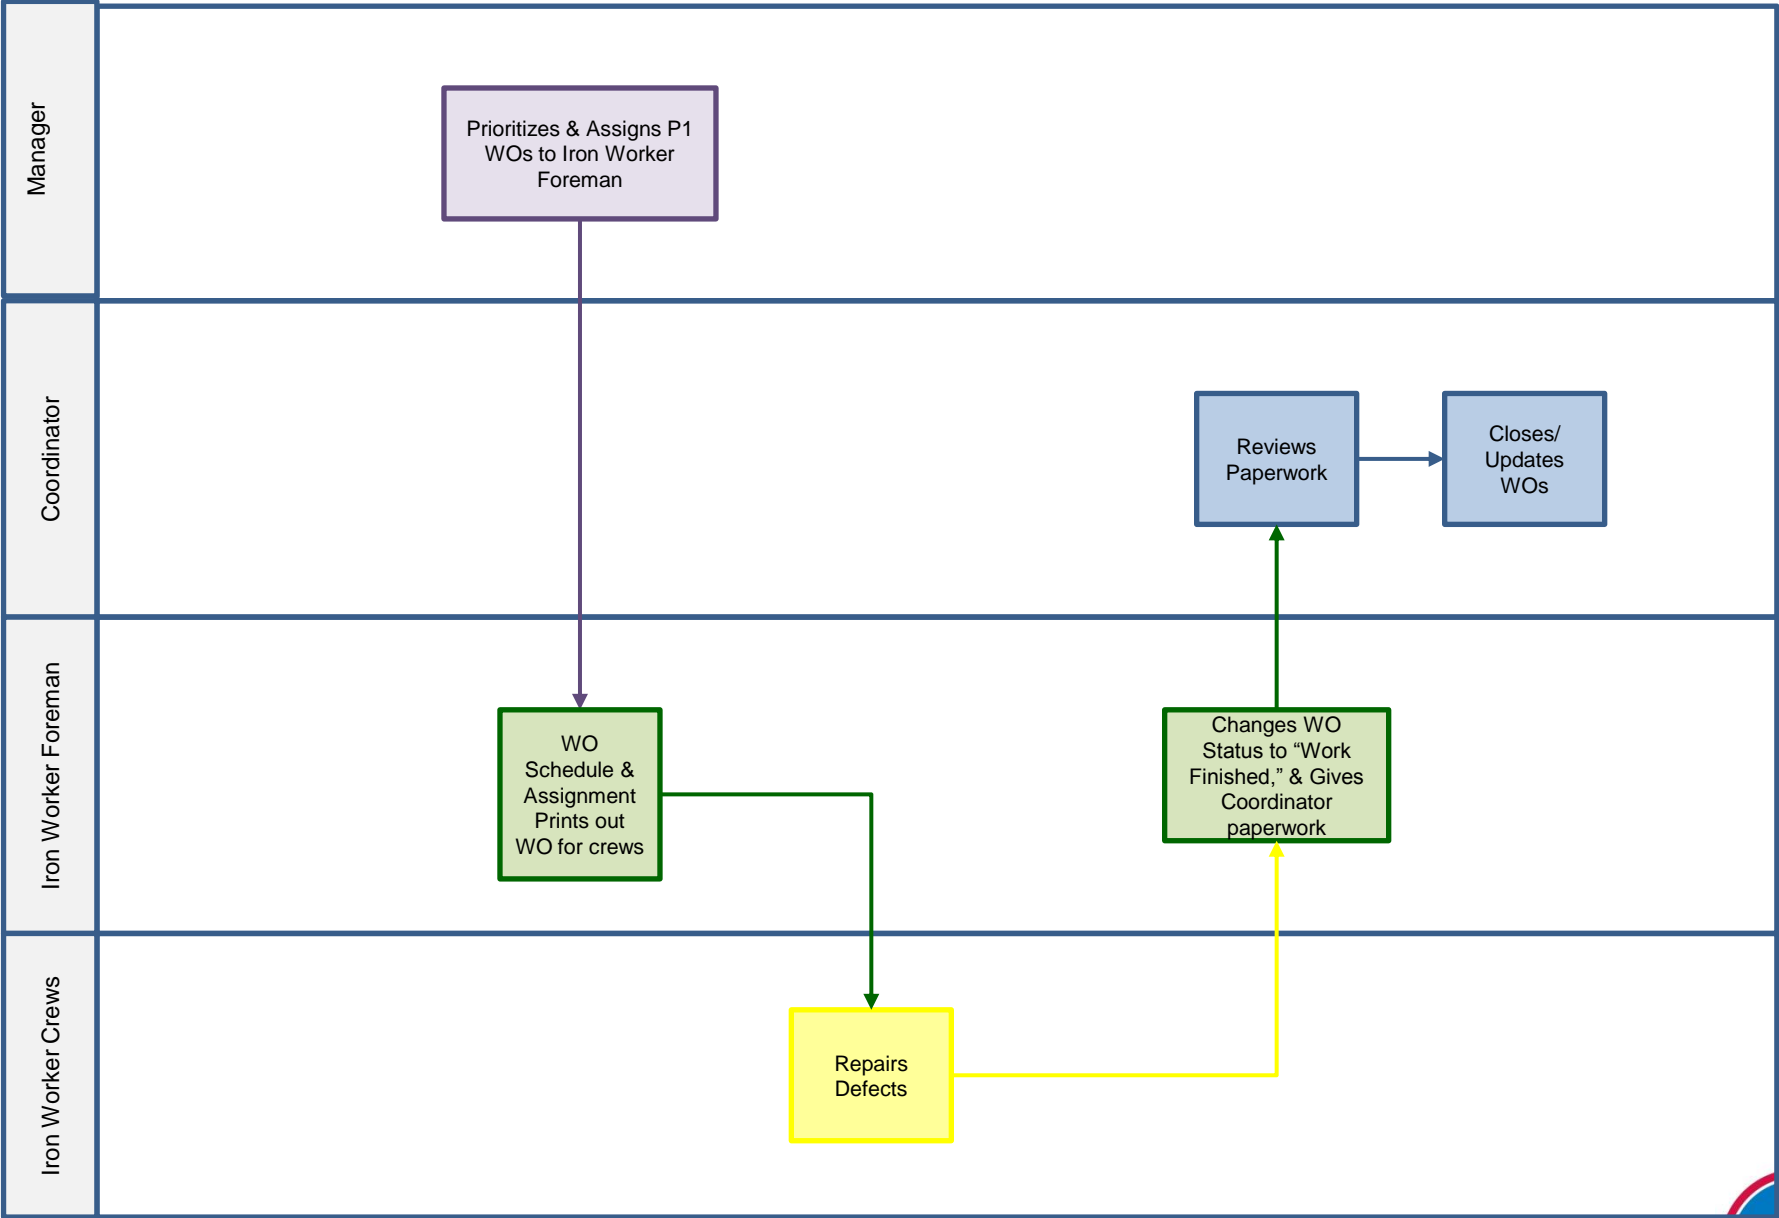 Manager
Prioritizes & Assigns P1
WOs to Iron Worker
Foreman
Coordinator
Reviews
Paperwork
Closes/
Updates
WOs
Iron Worker Foreman
WO
Schedule &
Assignment
Prints out
WO for crews
Changes WO
Status to “Work
Finished,” & Gives
Coordinator
paperwork
Iron Worker Crews
Repairs
Defects